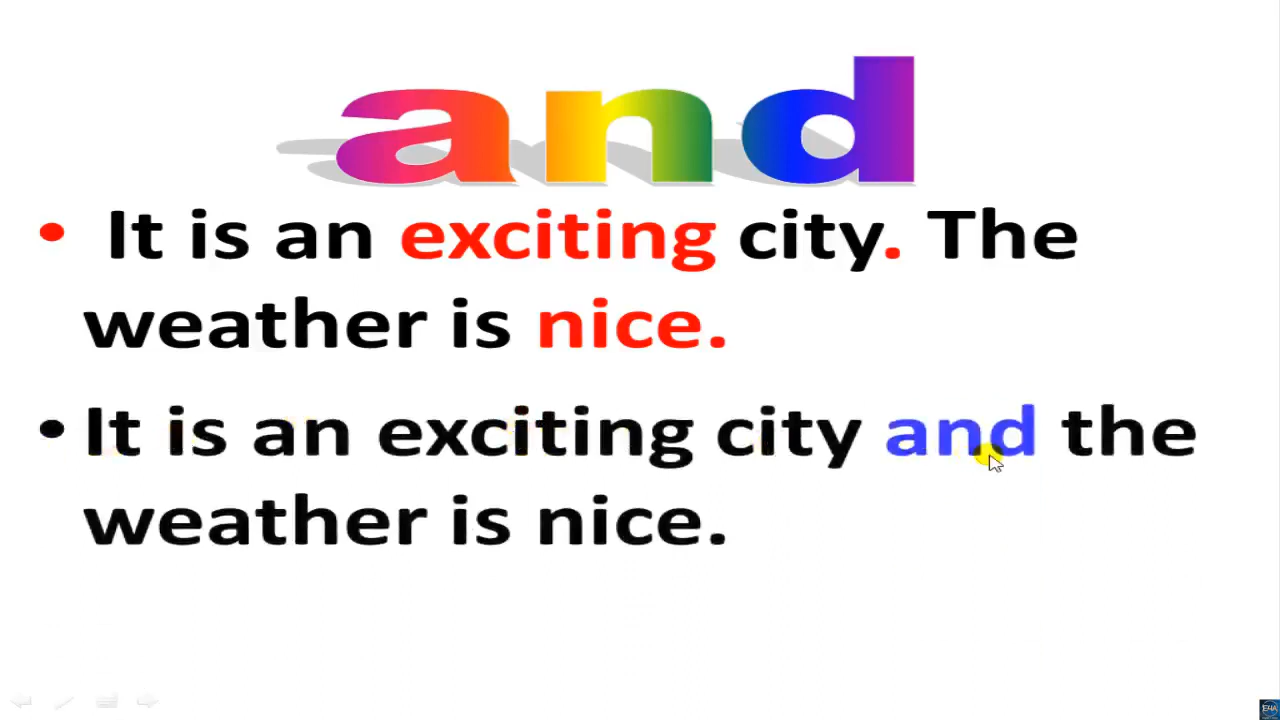 and
• It is an exciting city. The
weather is nice.
• It is an exciting city and the
weather is nice.